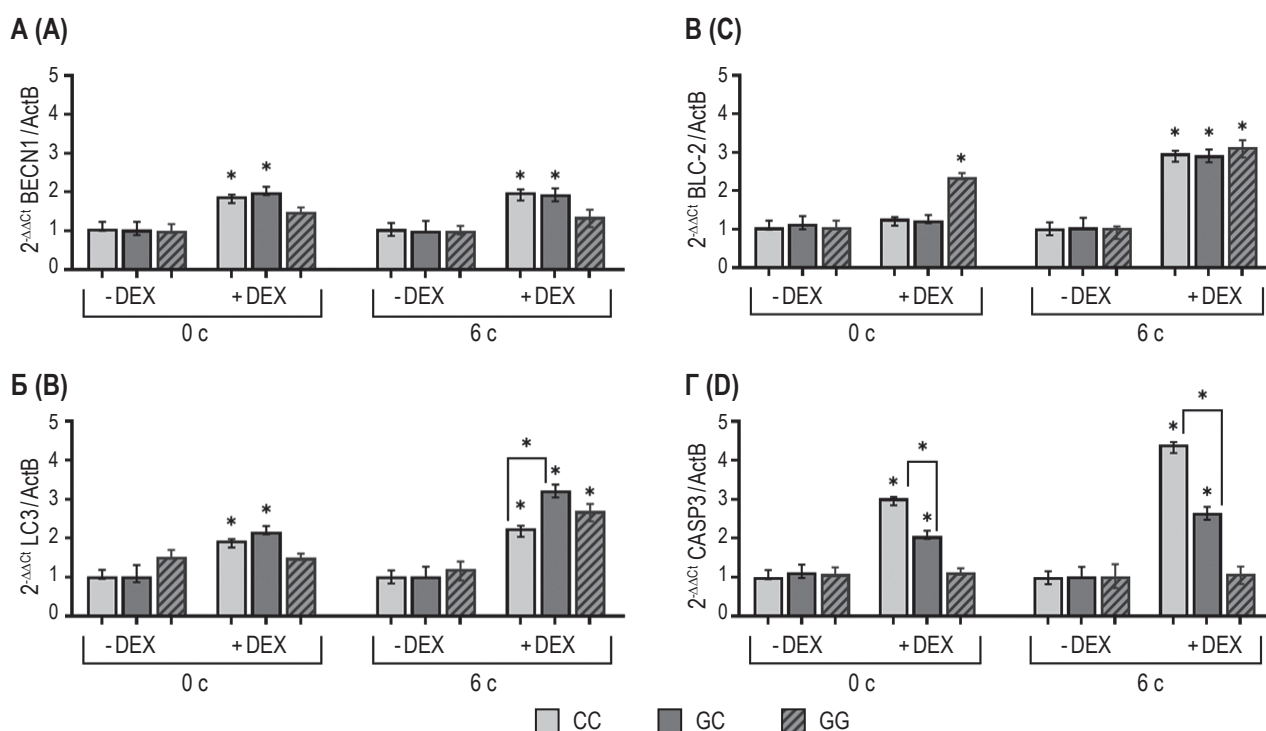 А (A)
2-ΔΔCt BECN1/ActB
5
4
3
2
1
0
* * * *
- DEX + DEX - DEX + DEX
0 c 6 c
В (C)
2-ΔΔCt BLC-2/ActB
5
4
3
2
1
0
* * * *
- DEX + DEX - DEX + DEX
0 c 6 c
Б (B)
2-ΔΔCt LC3/ActB
5
4
3
2
1
0
* * * * * *
- DEX + DEX - DEX + DEX
0 c 6 c
Г (D)
2-ΔΔCt CASP3/ActB
5
4
3
2
1
0
* * * * * *
- DEX + DEX - DEX + DEX
0 c 6 c
CC GC GG